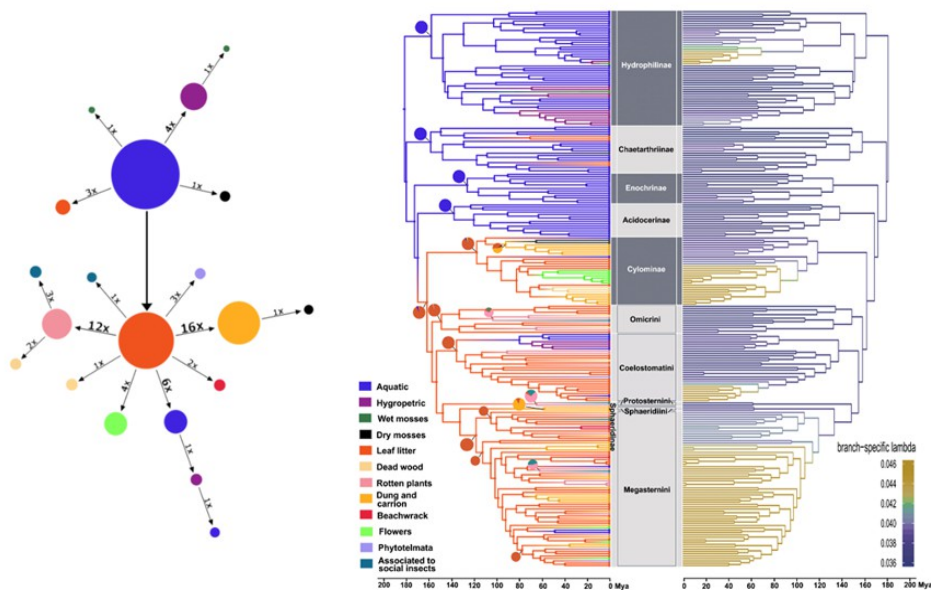 1x
1x
4x
3x
1x
3x
1x
3x
12x
16x
1x
2x
1x
4x
6x
2x
1x
1x
Aquatic
Hygropetric
Wet mosses
Dry mosses
Leaf litter
Dead wood
Rotten plants
Dung and
carrion
Beachwrack
Flowers
Phytotelmata
Associated to
social insects
Hydrophilinae
Chaetarthriinae
Enochrinae
Acidocerinae
Cylominae
Omicrini
Coelostomatini
Protosternini
Sphaeridiini
Sphaeridiinae
Megasternini
200 180 160 140 120 100 80 60 40 20 0 Mya
0 20 40 60 80 100 120 140 160 180 200 Mya
branch-specific lambda
0.046
0.045
0.042
0.040
0.038
0.036